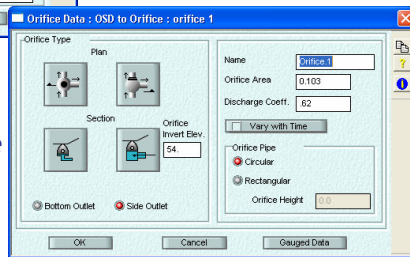 Orifice Data : OSD to Orifice : orifice 1
Orifice Type
Plan
Section
Orifice
Invert Elev.
54.
Bottom Outlet
Side Outlet
Name
Orifice 1
Orifice Area
0.103
Discharge Coeff.
.62
Vary with Time
Orifice Pipe
Circular
Rectangular
Orifice Height
0.0
OK
Cancel
Gauged Data